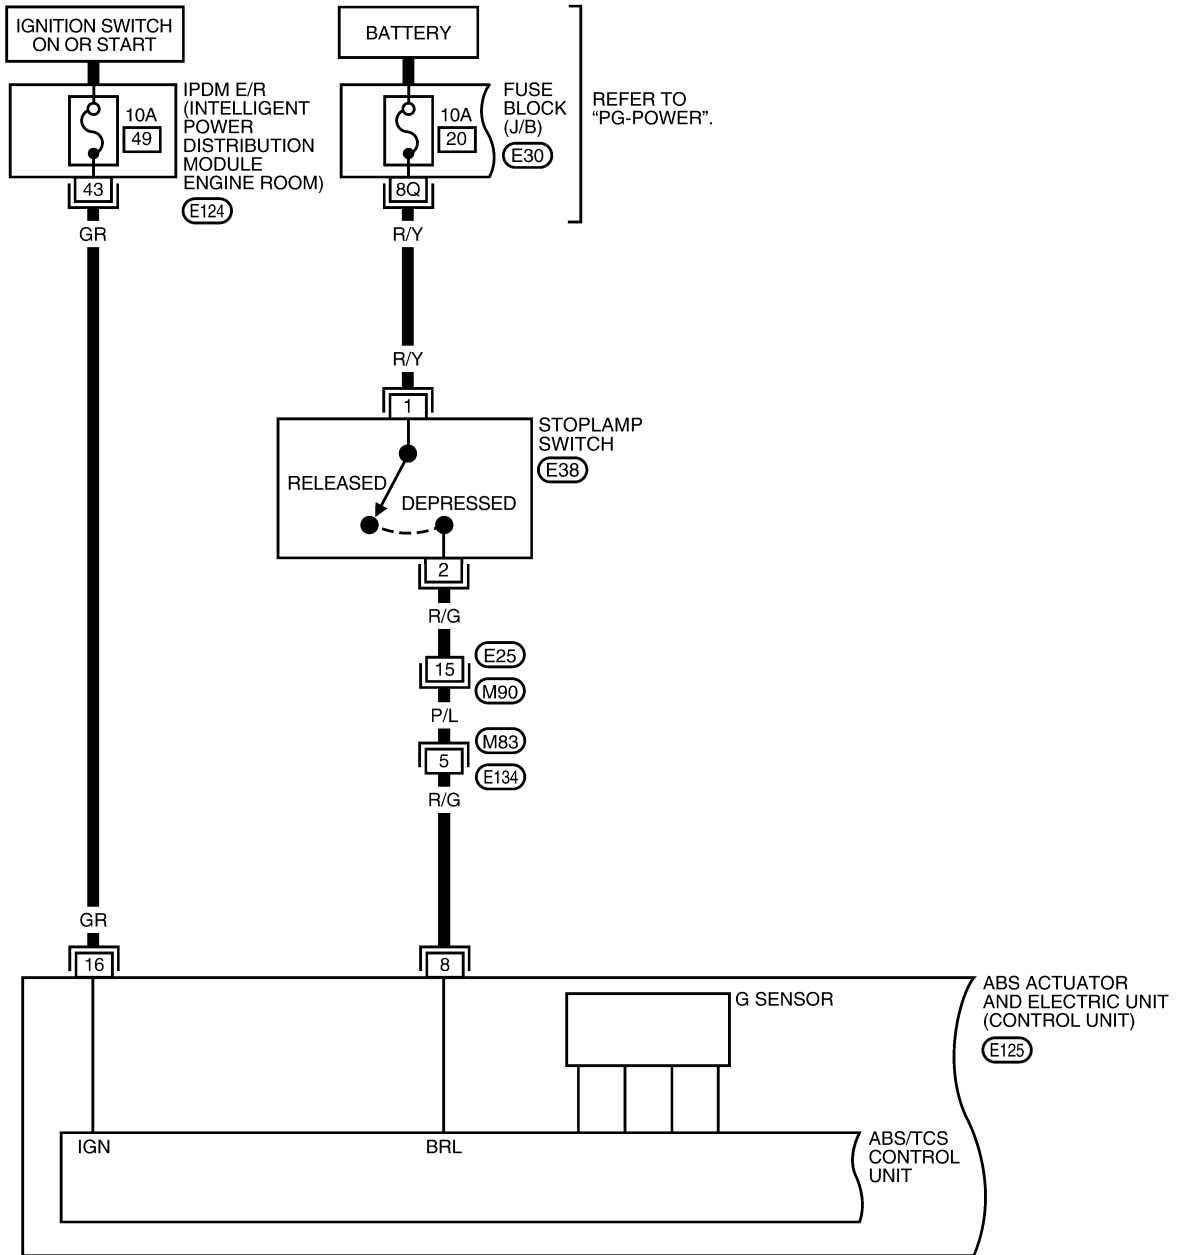 IGNITION SWITCH
ON OR START
BATTERY
10A
49
IPDM E/R
(INTELLIGENT
POWER
DISTRIBUTION
MODULE
ENGINE ROOM)
E124
10A
20
FUSE
BLOCK
(J/B)
E30
REFER TO
“PG-POWER”.
43
8Q
GR
R/Y
R/Y
1
STOPLAMP
SWITCH
E38
RELEASED
DEPRESSED
2
R/G
15
E25
M90
P/L
5
M83
E134
R/G
GR
16
8
G SENSOR
ABS ACTUATOR
AND ELECTRIC UNIT
(CONTROL UNIT)
E125
IGN
BRL
ABS/TCS
CONTROL
UNIT